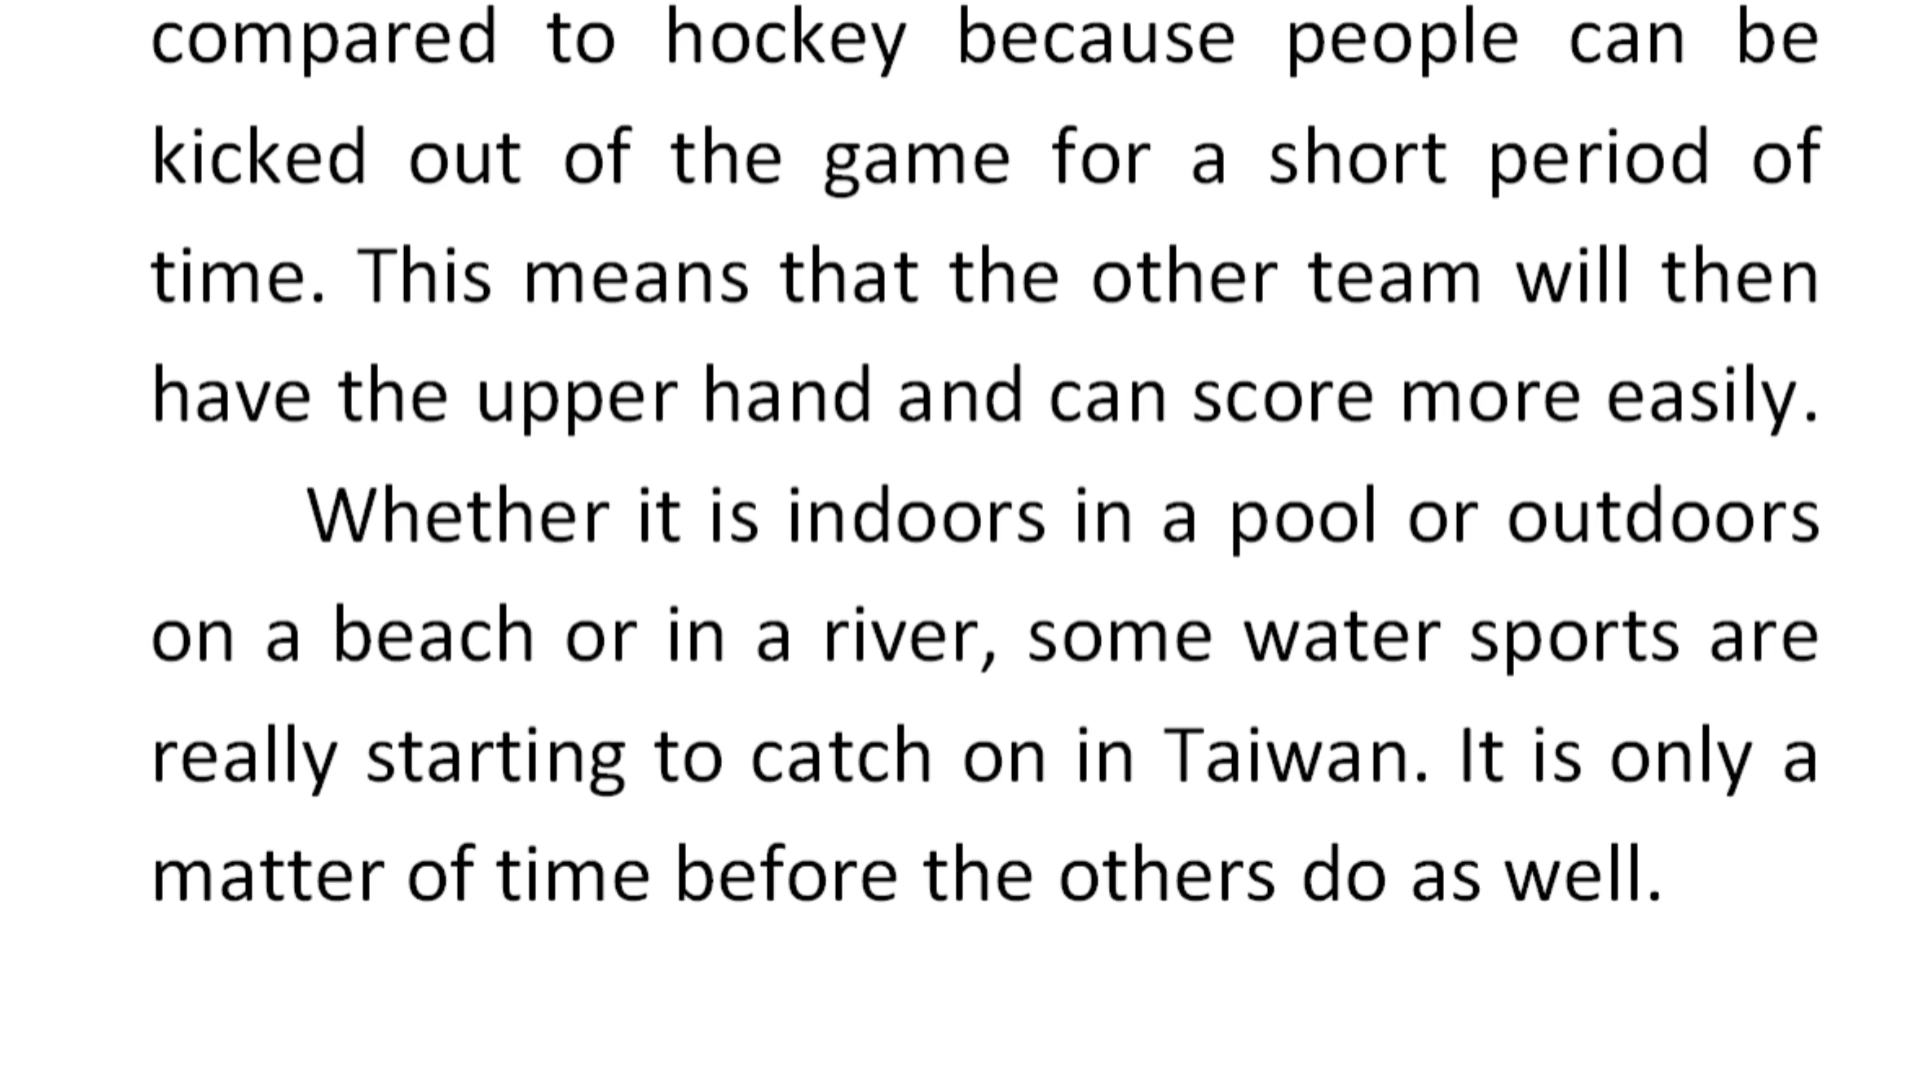 compared to hockey because people can be
kicked out of the game for a short period of
time. This means that the other team will then
have the upper hand and can score more easily.
Whether it is indoors in a pool or outdoors
on a beach or in a river, some water sports are
really starting to catch on in Taiwan. It is only a
matter of time before the others do as well.